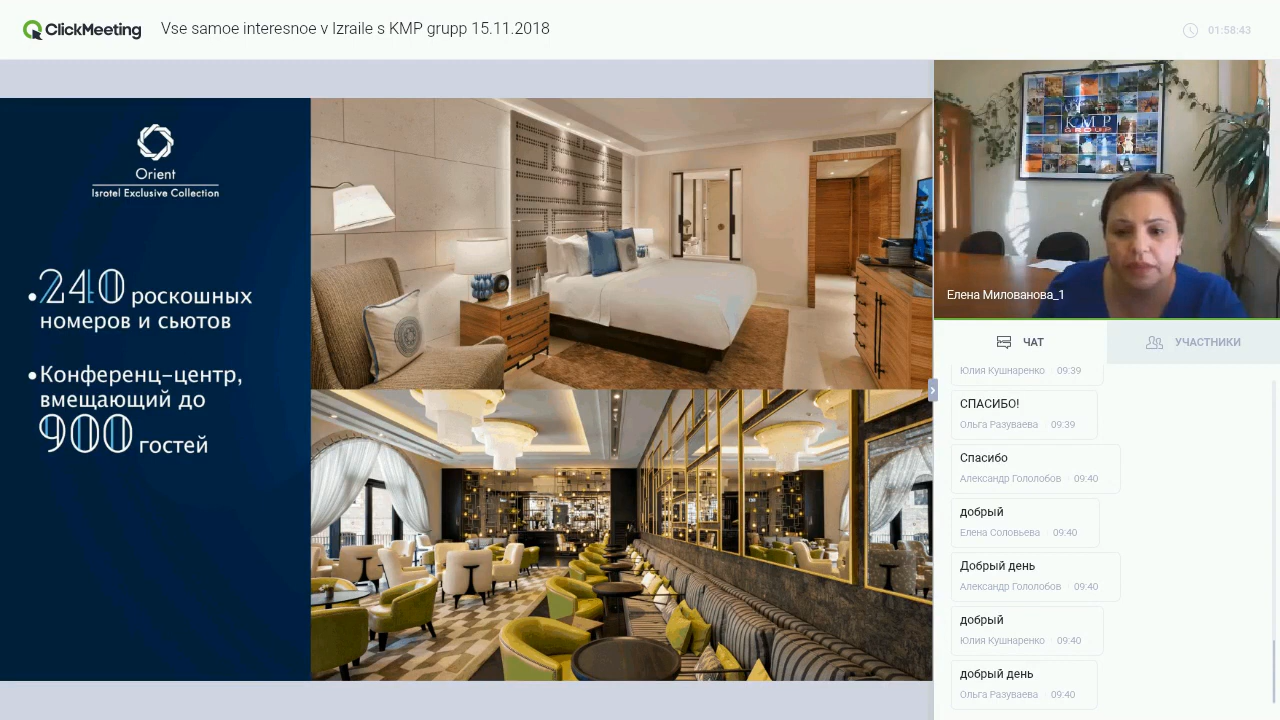 ClickMeeting
Vse samoe interesnoe v Izraile s KMP grupp 15.11.2018
01:58:43
Orient
Isrotel Exclusive Collection
•240 роскошных
номеров и сьютов
•Конференц-центр,
вмещающий до
900 гостей
KMP
GROUP
Елена Милованова_1
ЧАТ
УЧАСТНИКИ
Юлия Кушнаренко 09:39
СПАСИБО!
Ольга Разуваева 09:39
Спасибо
Александр Гололобов 09:40
добрый
Елена Соловьева 09:40
Добрый день
Александр Гололобов 09:40
добрый
Юлия Кушнаренко 09:40
добрый день
Ольга Разуваева 09:40